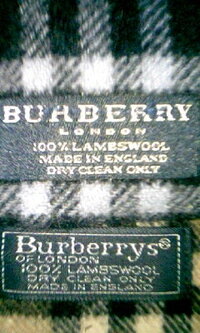 BURBERRY
LONDON
100% LAMBSWOOL
MADE IN ENGLAND
DRY CLEAN ONLY
Burberrys®
OF LONDON
100% LAMBSWOOL
DRY CLEAN ONLY
MADE IN ENGLAND